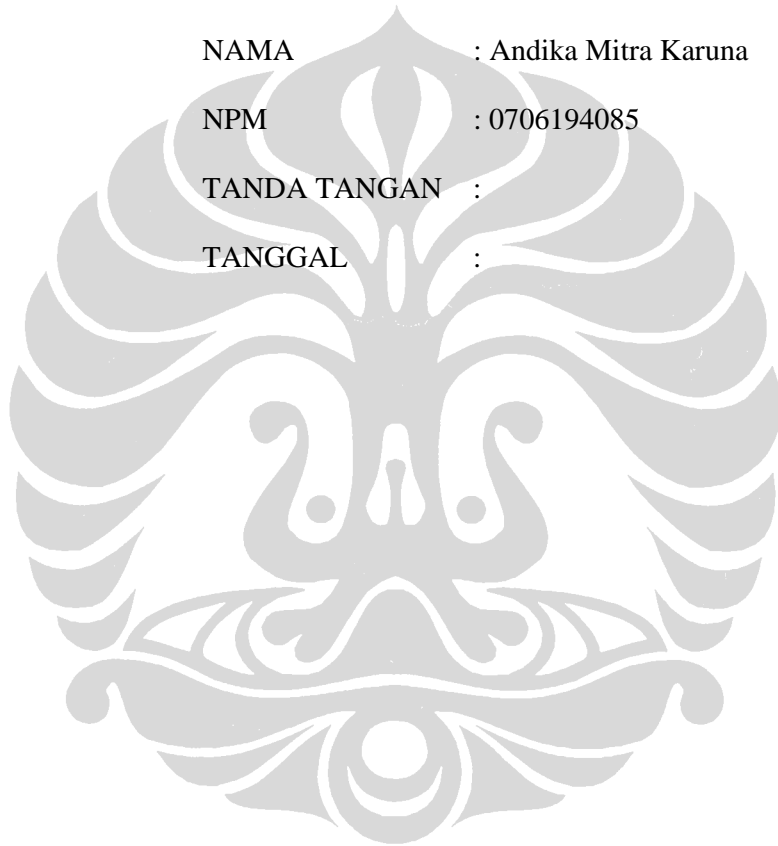 NAMA : Andika Mitra Karuna
NPM : 0706194085
TANDA TANGAN :
TANGGAL :